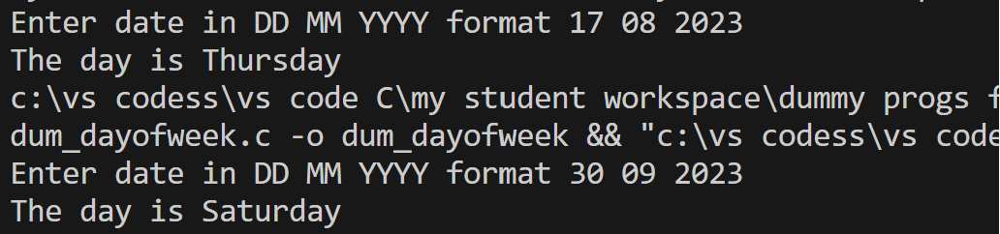 Enter date in DD MM YYYY format 17 08 2023
The day is Thursday
c:\vs codess\vs code C\my student workspace\dummy progs f
dum_dayofweek.c -o dum_dayofweek && "c:\vs codess\vs code
Enter date in DD MM YYYY format 30 09 2023
The day is Saturday